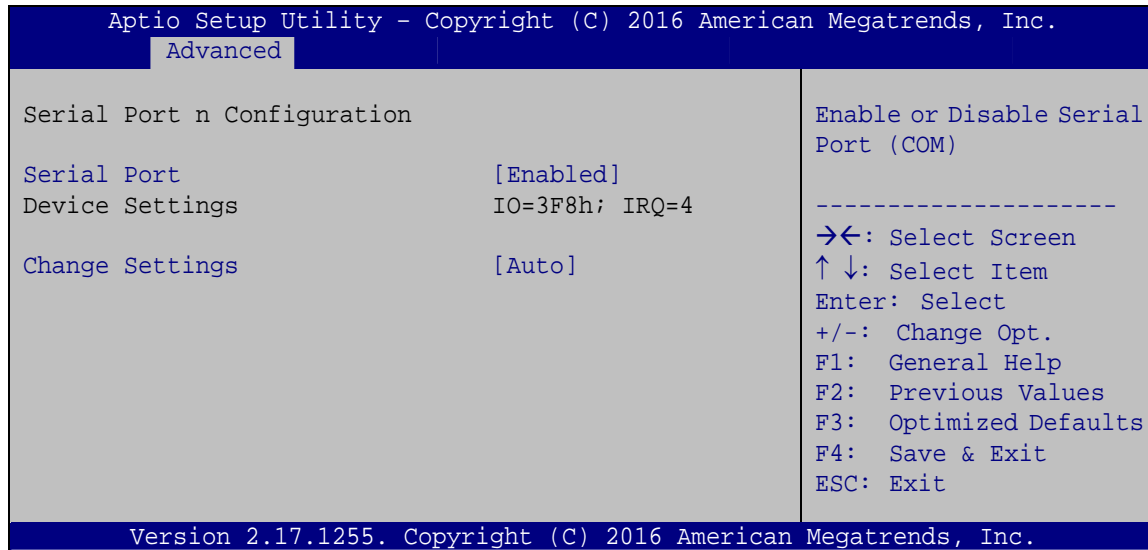 Aptio Setup Utility – Copyright (C) 2016 American Megatrends, Inc.
Advanced
Serial Port n Configuration
Serial Port [Enabled]
Device Settings IO=3F8h; IRQ=4
Change Settings [Auto]
Enable or Disable Serial
Port (COM)
---------------------
→←: Select Screen
↑ ↓: Select Item
Enter: Select
+/-: Change Opt.
F1: General Help
F2: Previous Values
F3: Optimized Defaults
F4: Save & Exit
ESC: Exit
Version 2.17.1255. Copyright (C) 2016 American Megatrends, Inc.